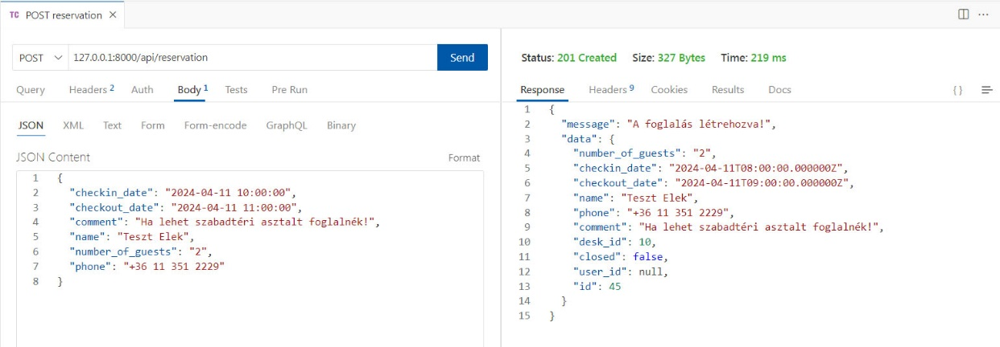 TC POST reservation ×
POST 127.0.0.1:8000/api/reservation Send
Query Headers 2 Auth Body 1 Tests Pre Run
JSON XML Text Form Form-encode GraphQL Binary
JSON Content Format
1 {
2 "checkin_date": "2024-04-11 10:00:00",
3 "checkout_date": "2024-04-11 11:00:00",
4 "comment": "Ha lehet szabadtéri asztalt foglalnék!",
5 "name": "Teszt Elek",
6 "number_of_guests": "2",
7 "phone": "+36 11 351 2229"
8 }
Status: 201 Created Size: 327 Bytes Time: 219 ms
Response Headers 9 Cookies Results Docs {}
1 {
2 "message": "A foglalás létrehozva!",
3 "data": {
4 "number_of_guests": "2",
5 "checkin_date": "2024-04-11T08:00:00.000000Z",
6 "checkout_date": "2024-04-11T09:00:00.000000Z",
7 "name": "Teszt Elek",
8 "phone": "+36 11 351 2229",
9 "comment": "Ha lehet szabadtéri asztalt foglalnék!",
10 "desk_id": 10,
11 "closed": false,
12 "user_id": null,
13 "id": 45
14 }
15 }